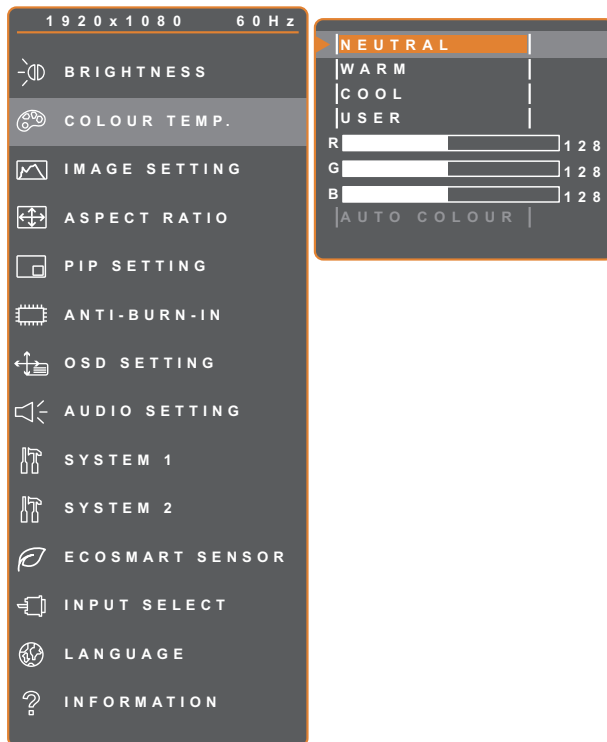 1920x1080 60Hz
BRIGHTNESS
COLOUR TEMP.
IMAGE SETTING
ASPECT RATIO
PIP SETTING
ANTI-BURN-IN
OSD SETTING
AUDIO SETTING
SYSTEM 1
SYSTEM 2
ECOSMART SENSOR
INPUT SELECT
LANGUAGE
INFORMATION
NEUTRAL
WARM
COOL
USER
R 128
G 128
B 128
AUTO COLOUR